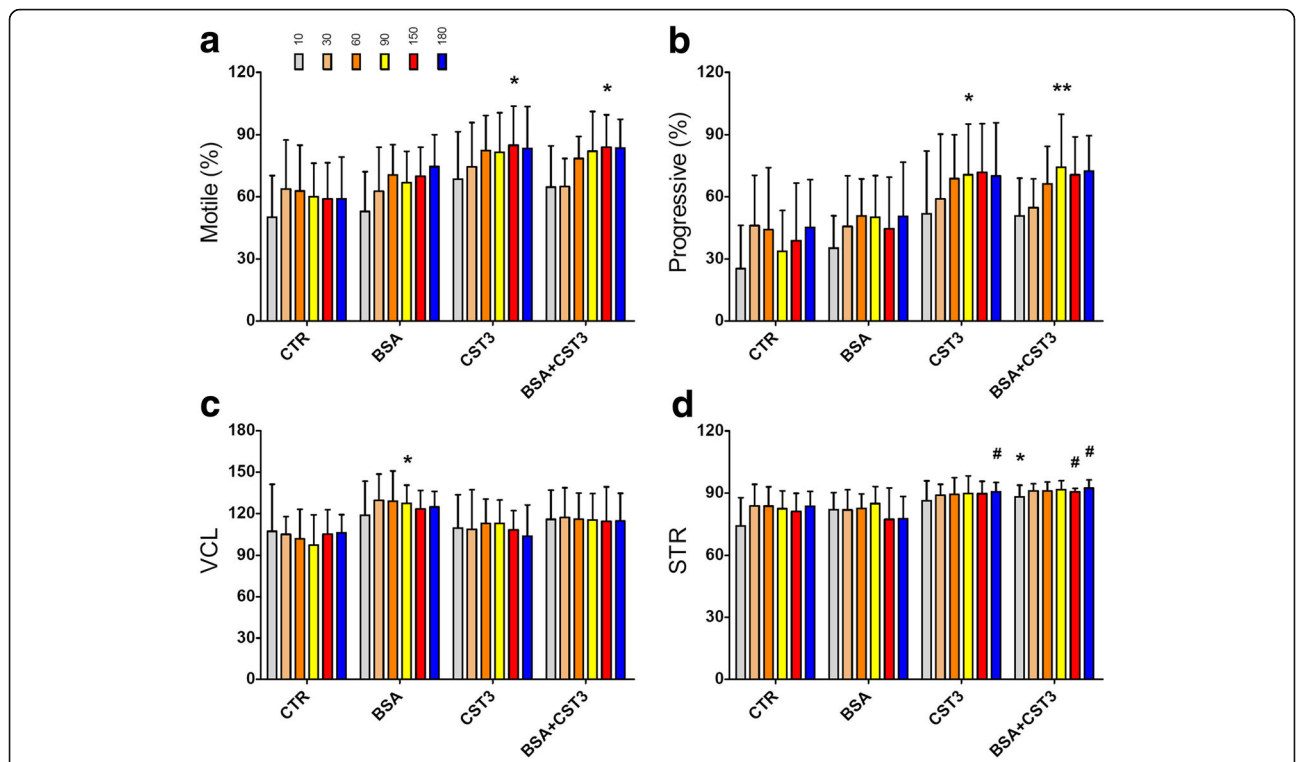 a
10 30 60 90 150 180
Motile (%)
120
90
60
30
0
* *
CTR BSA CST3 BSA+CST3
b
Progressive (%)
120
90
60
30
0
* **
CTR BSA CST3 BSA+CST3
c
VCL
180
150
120
90
60
30
0
*
CTR BSA CST3 BSA+CST3
d
STR
120
90
60
30
0
# * # #
CTR BSA CST3 BSA+CST3